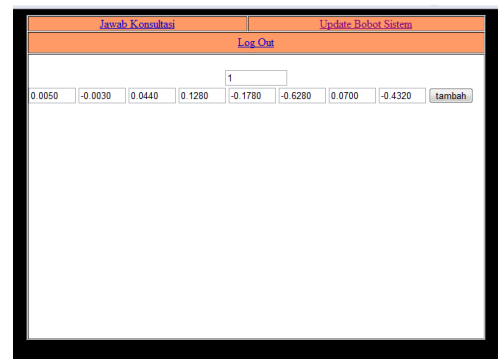 Jawab Konsultasi Update Bobot Sistem
Log Out
1
0.0050 -0.0030 0.0440 0.1280 -0.1780 -0.6280 0.0700 -0.4320 tambah